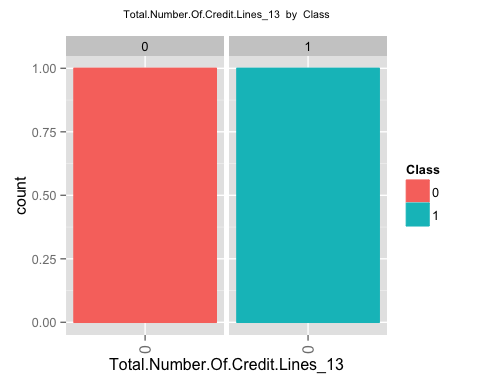 Total.Number.Of.Credit.Lines_13 by Class
0 1
1.00
0.75
0.50
0.25
0.00
count
0 0
Total.Number.Of.Credit.Lines_13
Class
0
1